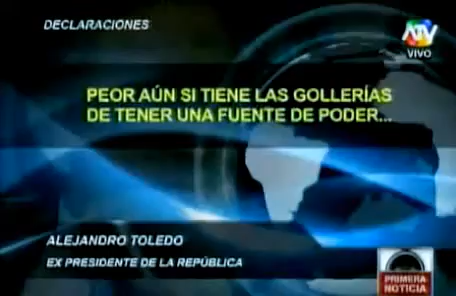 DECLARACIONES
ATV
VIVO
PEOR AÚN SI TIENE LAS GOLLERÍAS
DE TENER UNA FUENTE DE PODER...
ALEJANDRO TOLEDO
EX PRESIDENTE DE LA REPÚBLICA
PRIMERA
NOTICIA